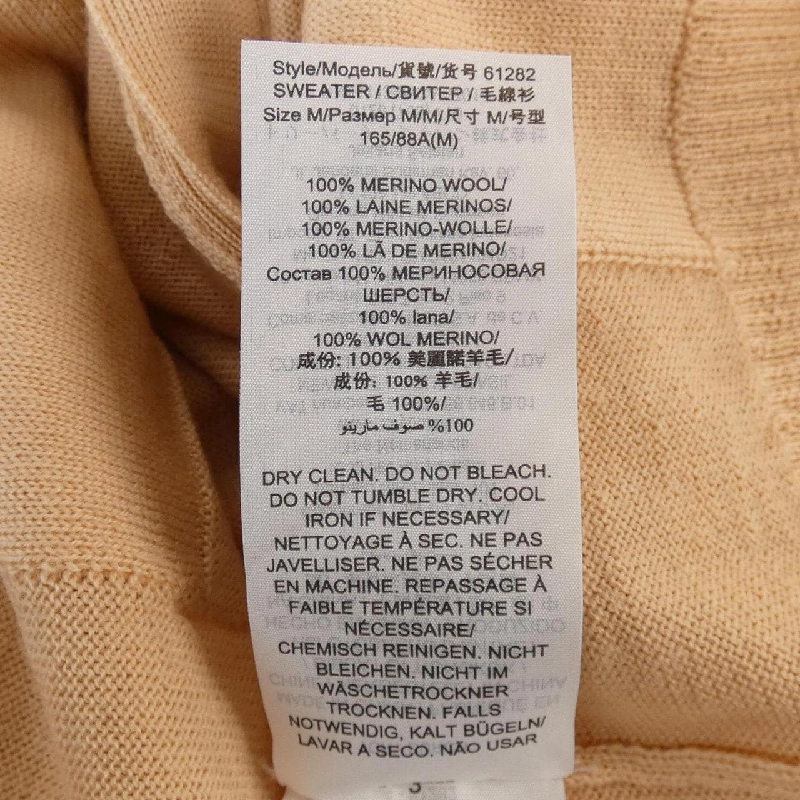 Style/Модель/貨號/货号 61282
SWEATER / СВИТЕР / 毛線衫
Size M/Размер M/M/尺寸 M/号型
165/88A(M)
100% MERINO WOOL/
100% LAINE MERINOS/
100% MERINO-WOLLE/
100% LÃ DE MERINO/
Состав 100% МЕРИНОСОВАЯ
ШЕРСТЬ/
100% lana/
100% WOL MERINO/
成份: 100% 美麗諾羊毛/
成份: 100% 羊毛/
毛 100%/
100% صوف مارينو
DRY CLEAN. DO NOT BLEACH.
DO NOT TUMBLE DRY. COOL
IRON IF NECESSARY/
NETTOYAGE À SEC. NE PAS
JAVELLISER. NE PAS SÉCHER
EN MACHINE. REPASSAGE À
FAIBLE TEMPÉRATURE SI
NÉCESSAIRE/
CHEMISCH REINIGEN. NICHT
BLEICHEN. NICHT IM
WÄSCHETROCKNER
TROCKNEN. FALLS
NOTWENDIG, KALT BÜGELN/
LAVAR A SECO. NÃO USAR
3